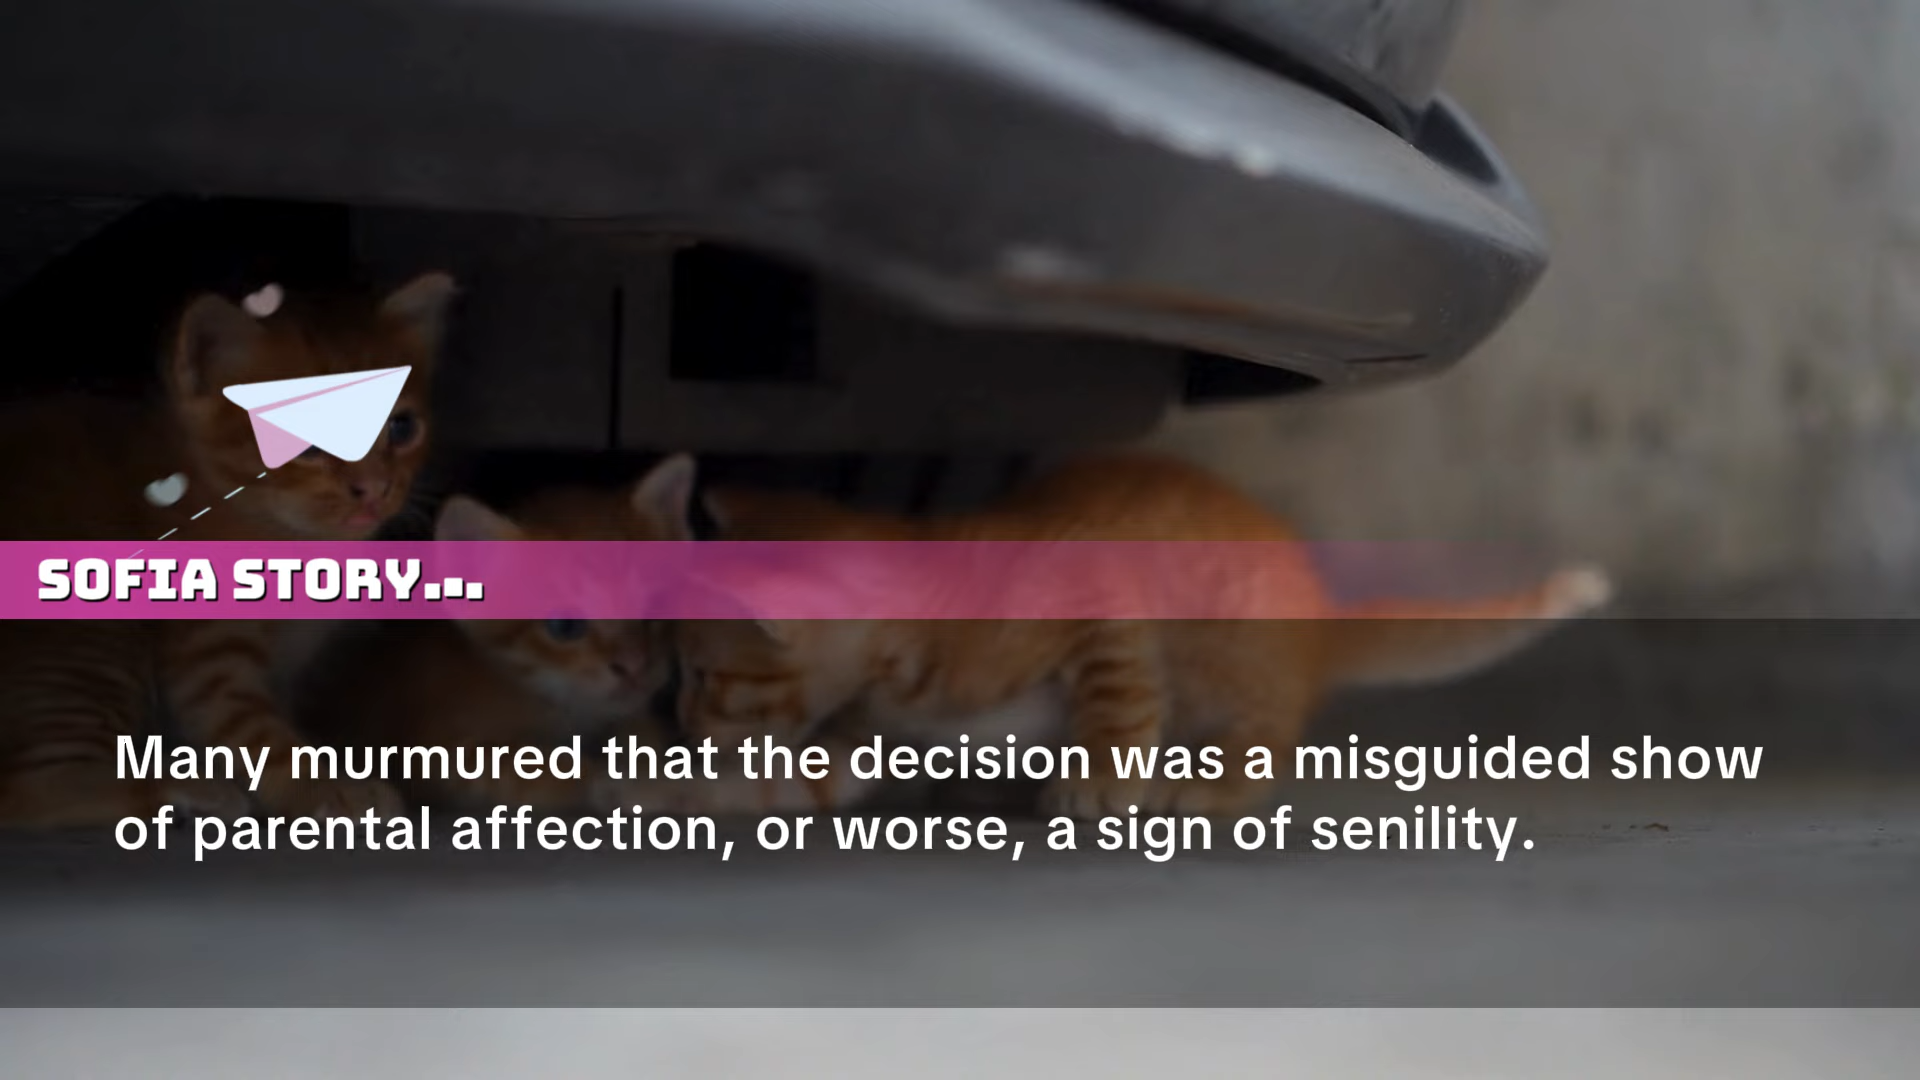 SOFIA STORY...
Many murmured that the decision was a misguided show
of parental affection, or worse, a sign of senility.